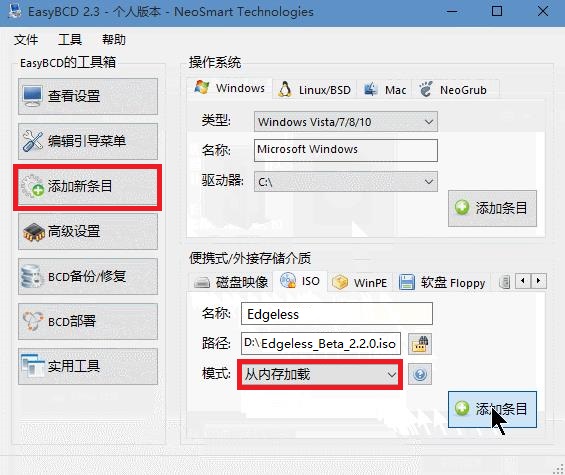 EasyBCD 2.3 - 个人版本 - NeoSmart Technologies
文件 工具 帮助
EasyBCD的工具箱
查看设置
编辑引导菜单
添加新条目
高级设置
BCD备份/修复
BCD部署
实用工具
操作系统
Windows Linux/BSD Mac NeoGrub
类型: Windows Vista/7/8/10
名称: Microsoft Windows
驱动器: C:\
添加条目
便携式/外接存储介质
磁盘映像 ISO WinPE 软盘 Floppy
名称: Edgeless
路径: D:\Edgeless_Beta_2.2.0.iso
模式: 从内存加载
添加条目